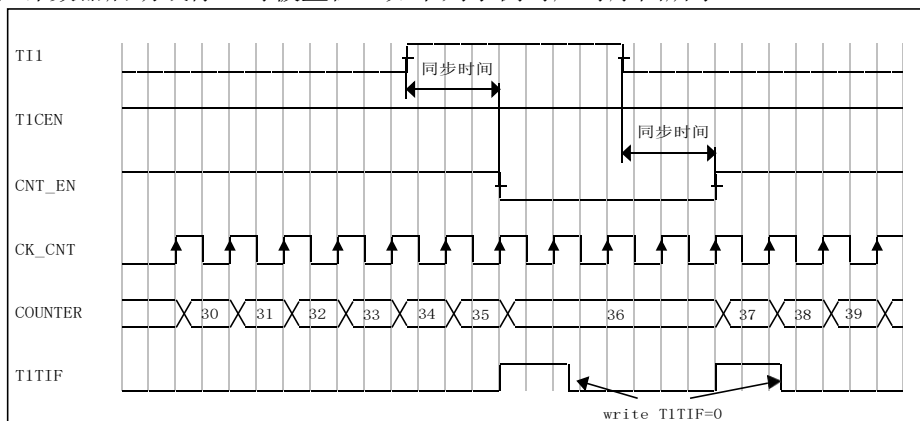 TI1
同步时间
T1CEN
同步时间
CNT_EN
CK_CNT
COUNTER 30 31 32 33 34 35 36 37 38 39
T1TIF
write T1TIF=0